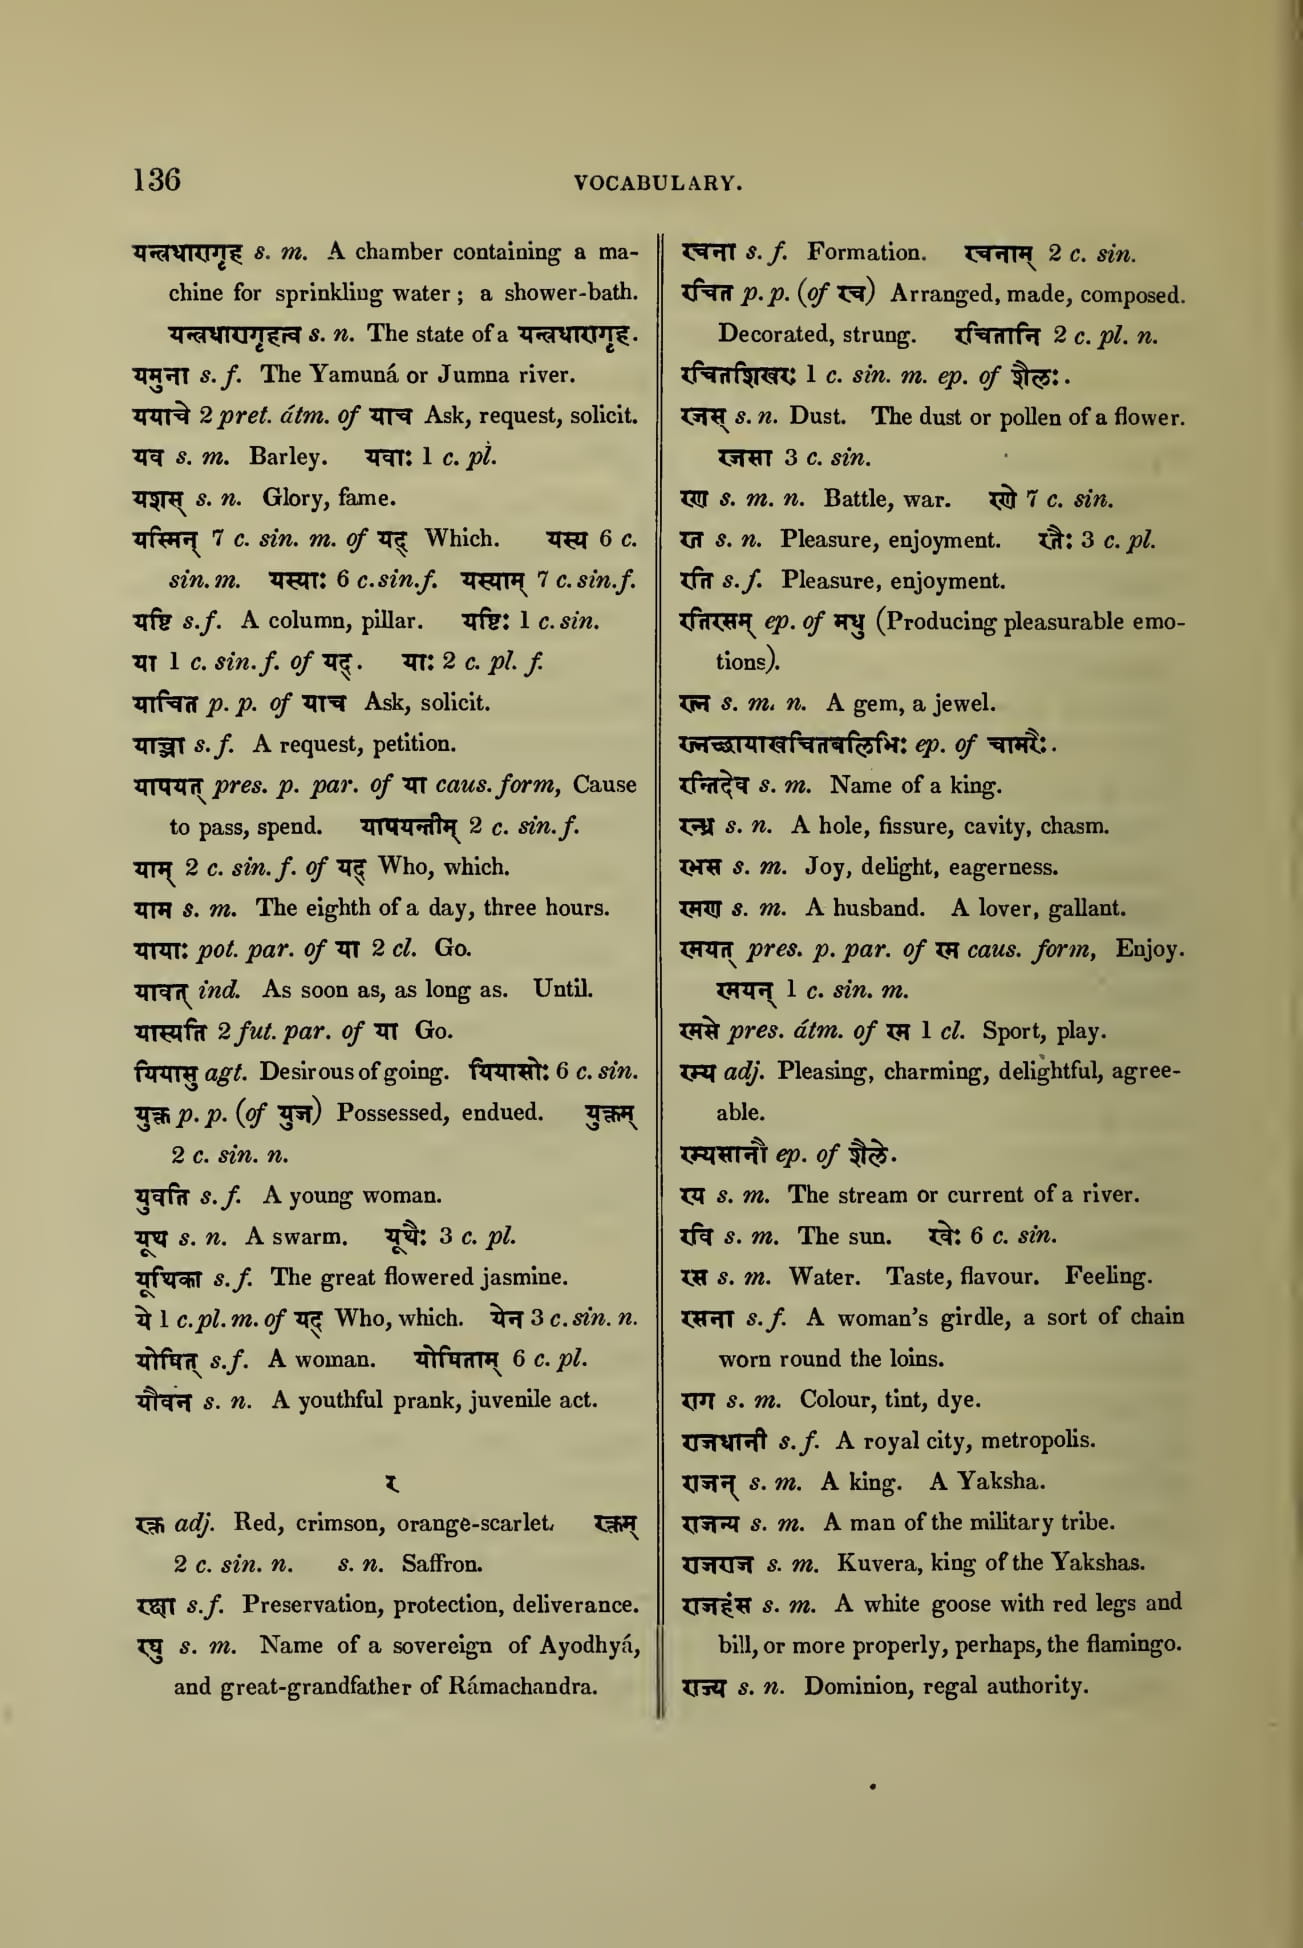 136
VOCABULARY.
यन्त्रधारागृह s. m. A chamber containing a ma-
chine for sprinkling water ; a shower-bath.
यन्त्रधारागृहत्व s. n. The state of a यन्त्रधारागृह.
यमुना s. f. The Yamuná or Jumna river.
ययाचे 2 pret. átm. of याच Ask, request, solicit.
यव s. m. Barley. यवाः 1 c. pl.
यशस् s. n. Glory, fame.
यस्मिन् 7 c. sin. m. of यद् Which. यस्य 6 c.
sin. m. यस्याः 6 c. sin. f. यस्याम् 7 c. sin. f.
यष्टि s. f. A column, pillar. यष्टिः 1 c. sin.
या 1 c. sin. f. of यद्. याः 2 c. pl. f.
याचित p. p. of याच Ask, solicit.
याच्ञा s. f. A request, petition.
यापयत् pres. p. par. of या caus. form, Cause
to pass, spend. यापयन्तीम् 2 c. sin. f.
याम् 2 c. sin. f. of यद् Who, which.
याम s. m. The eighth of a day, three hours.
यायाः pot. par. of या 2 cl. Go.
यावत् ind. As soon as, as long as. Until.
यास्यति 2 fut. par. of या Go.
यियासु agt. Desirous of going. यियासोः 6 c. sin.
युक्त p. p. (of युज) Possessed, endued. युक्तम्
2 c. sin. n.
युवति s. f. A young woman.
यूथ s. n. A swarm. यूथैः 3 c. pl.
यूथिका s. f. The great flowered jasmine.
ये 1 c. pl. m. of यद् Who, which. येन 3 c. sin. n.
योषित् s. f. A woman. योषिताम् 6 c. pl.
यौवन s. n. A youthful prank, juvenile act.
र
रक्त adj. Red, crimson, orange-scarlet. रक्तम्
2 c. sin. n. s. n. Saffron.
रक्षा s. f. Preservation, protection, deliverance.
रघु s. m. Name of a sovereign of Ayodhyá,
and great-grandfather of Rámachandra.
रचना s. f. Formation. रचनाम् 2 c. sin.
रचित p. p. (of रच) Arranged, made, composed.
Decorated, strung. रचितानि 2 c. pl. n.
रचितशिखरः 1 c. sin. m. ep. of शैलः.
रजस् s. n. Dust. The dust or pollen of a flower.
रजसा 3 c. sin.
रण s. m. n. Battle, war. रणे 7 c. sin.
रत s. n. Pleasure, enjoyment. रतैः 3 c. pl.
रति s. f. Pleasure, enjoyment.
रतिरसम् ep. of मधु (Producing pleasurable emo-
tions).
रत्न s. m. n. A gem, a jewel.
रत्नच्छायाखचितबलिभिः ep. of चामरैः.
रन्तिदेव s. m. Name of a king.
रन्ध्र s. n. A hole, fissure, cavity, chasm.
रभस s. m. Joy, delight, eagerness.
रमण s. m. A husband. A lover, gallant.
रमयत् pres. p. par. of रम caus. form, Enjoy.
रमयन् 1 c. sin. m.
रमसे pres. átm. of रम 1 cl. Sport, play.
रम्य adj. Pleasing, charming, delightful, agree-
able.
रम्यसानौ ep. of शैले.
रय s. m. The stream or current of a river.
रवि s. m. The sun. रवेः 6 c. sin.
रस s. m. Water. Taste, flavour. Feeling.
रसना s. f. A woman's girdle, a sort of chain
worn round the loins.
राग s. m. Colour, tint, dye.
राजधानी s. f. A royal city, metropolis.
राजन् s. m. A king. A Yaksha.
राजन्य s. m. A man of the military tribe.
राजराज s. m. Kuvera, king of the Yakshas.
राजहंस s. m. A white goose with red legs and
bill, or more properly, perhaps, the flamingo.
राज्य s. n. Dominion, regal authority.